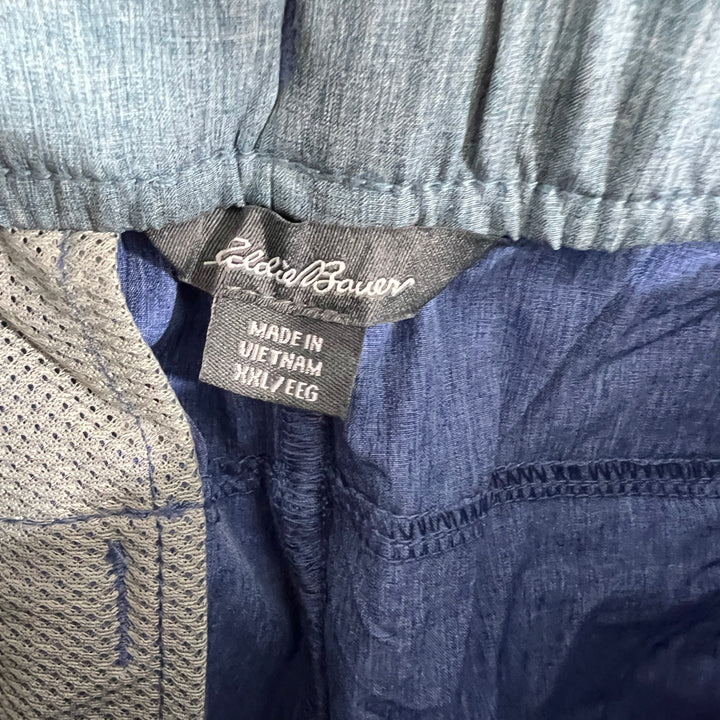 Eddie Bauer
MADE IN
VIETNAM
XXL/EEG